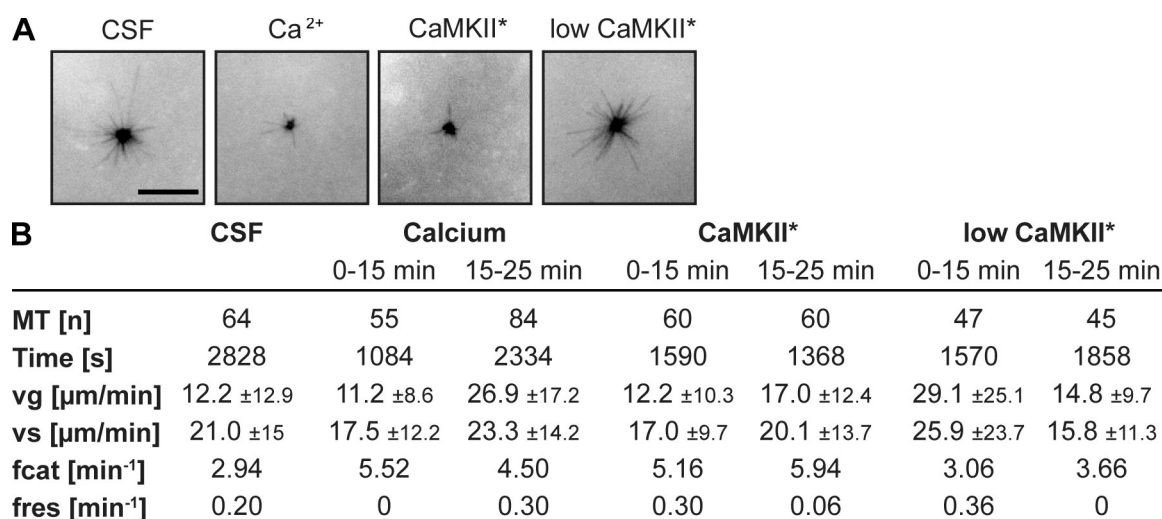 A CSF Ca2+ CaMKII* low CaMKII*
B CSF Calcium CaMKII* low CaMKII*
0-15 min 15-25 min 0-15 min 15-25 min 0-15 min 15-25 min
MT [n] 64 55 84 60 60 47 45
Time [s] 2828 1084 2334 1590 1368 1570 1858
vg [µm/min] 12.2 ±12.9 11.2 ±8.6 26.9 ±17.2 12.2 ±10.3 17.0 ±12.4 29.1 ±25.1 14.8 ±9.7
vs [µm/min] 21.0 ±15 17.5 ±12.2 23.3 ±14.2 17.0 ±9.7 20.1 ±13.7 25.9 ±23.7 15.8 ±11.3
fcat [min-1] 2.94 5.52 4.50 5.16 5.94 3.06 3.66
fres [min-1] 0.20 0 0.30 0.30 0.06 0.36 0